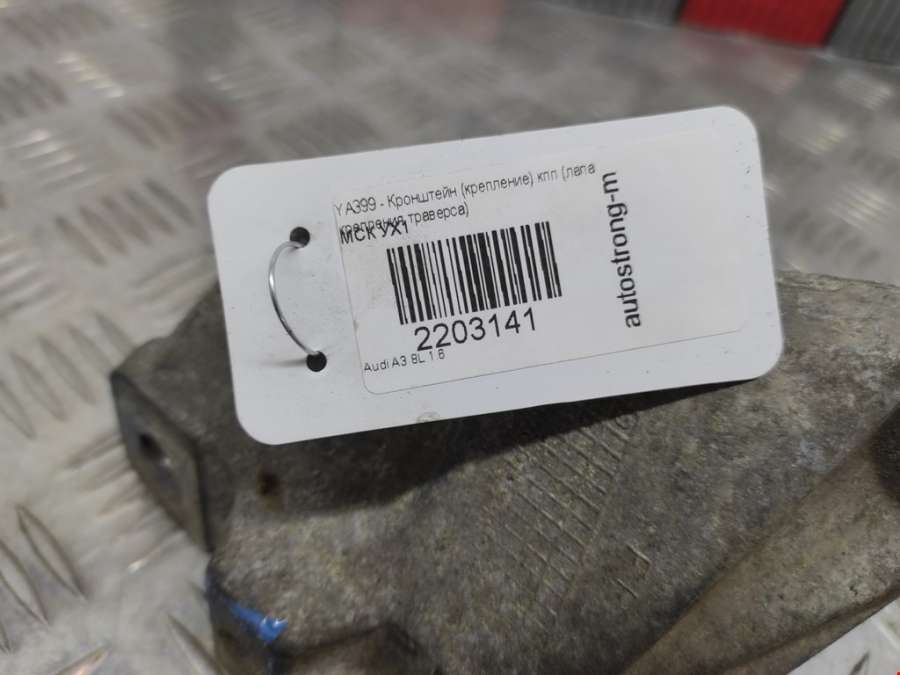 YA399 - Кронштейн (крепление) кпп (лапа
крепления, траверса)
МСК УХ1
2203141
Audi A3 8L 1.6
autostrong-m